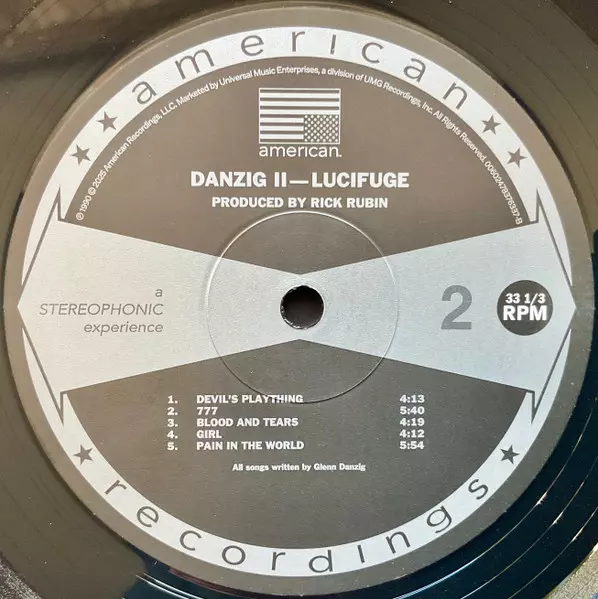 american
℗ 1990 © 2025 American Recordings, LLC. Marketed by Universal Music Enterprises, a division of UMG Recordings, Inc. All Rights Reserved. 00602478376337-B
american.
DANZIG II—LUCIFUGE
PRODUCED BY RICK RUBIN
a
STEREOPHONIC
experience
2
33 1/3
RPM
1. DEVIL'S PLAYTHING 4:13
2. 777 5:40
3. BLOOD AND TEARS 4:19
4. GIRL 4:12
5. PAIN IN THE WORLD 5:54
All songs written by Glenn Danzig
recordings